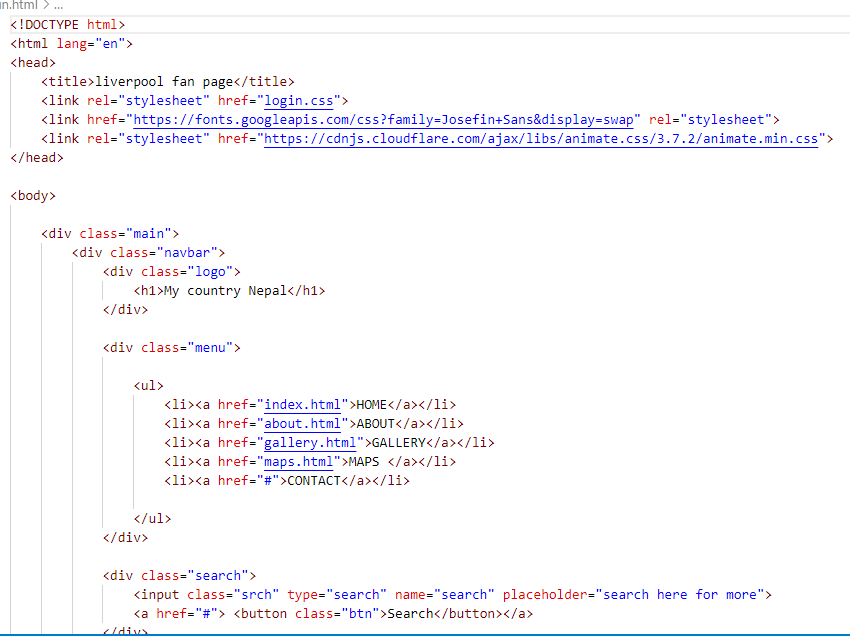 in.html > ...
<!DOCTYPE html>
<html lang="en">
<head>
    <title>liverpool fan page</title>
    <link rel="stylesheet" href="login.css">
    <link href="https://fonts.googleapis.com/css?family=Josefin+Sans&display=swap" rel="stylesheet">
    <link rel="stylesheet" href="https://cdnjs.cloudflare.com/ajax/libs/animate.css/3.7.2/animate.min.css">
</head>
<body>
    <div class="main">
        <div class="navbar">
            <div class="logo">
                <h1>My country Nepal</h1>
            </div>
            <div class="menu">
                <ul>
                    <li><a href="index.html">HOME</a></li>
                    <li><a href="about.html">ABOUT</a></li>
                    <li><a href="gallery.html">GALLERY</a></li>
                    <li><a href="maps.html">MAPS </a></li>
                    <li><a href="#">CONTACT</a></li>
                </ul>
            </div>
            <div class="search">
                <input class="srch" type="search" name="search" placeholder="search here for more">
                <a href="#"> <button class="btn">Search</button></a>
            </div>